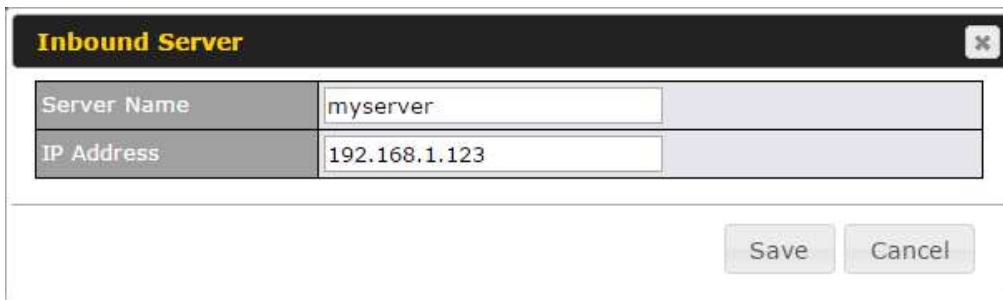 Inbound Server
Server Name myserver
IP Address 192.168.1.123
Save Cancel